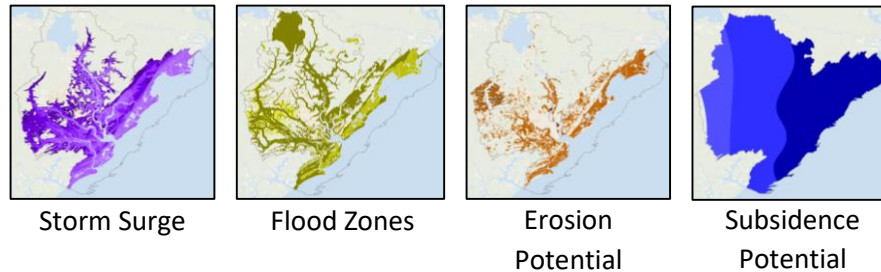 Storm Surge
Flood Zones
Erosion
Potential
Subsidence
Potential